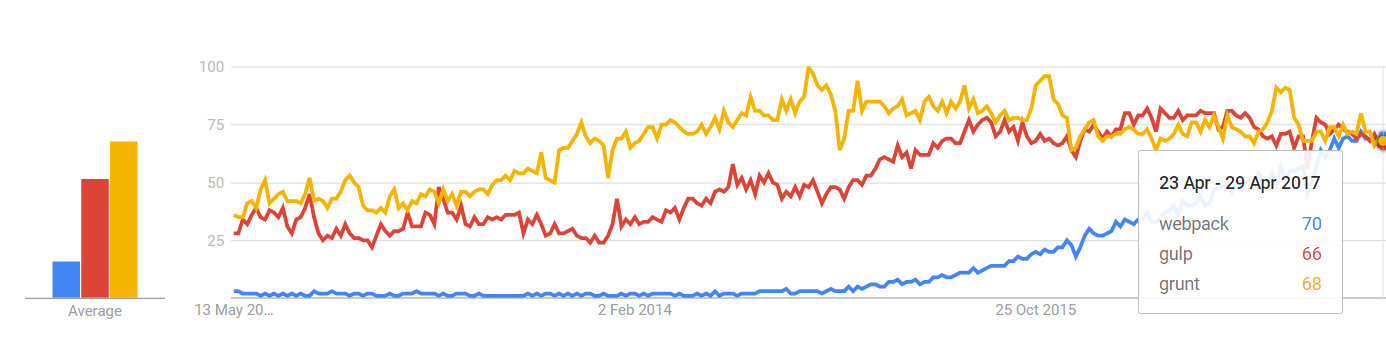 100
75
50
25
Average
13 May 20...
2 Feb 2014
25 Oct 2015
23 Apr - 29 Apr 2017
webpack 70
gulp 66
grunt 68